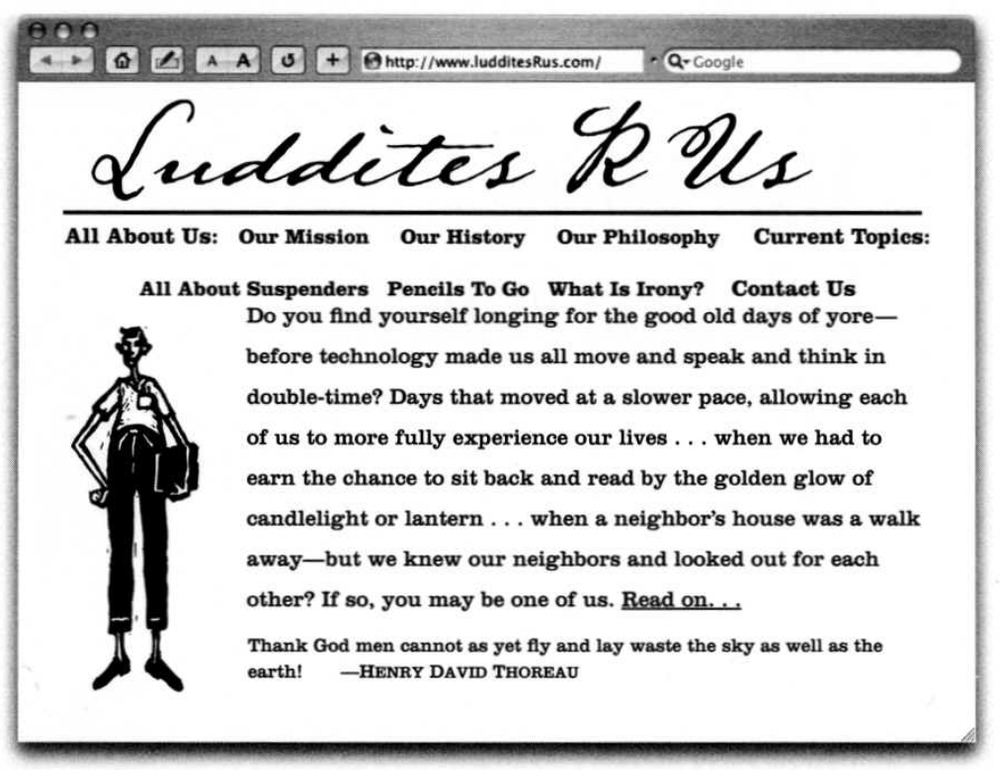 A A
http://www.ludditesRus.com/
Google
Luddites R Us
All About Us: Our Mission Our History Our Philosophy Current Topics:
All About Suspenders Pencils To Go What Is Irony? Contact Us
Do you find yourself longing for the good old days of yore—
before technology made us all move and speak and think in
double-time? Days that moved at a slower pace, allowing each
of us to more fully experience our lives . . . when we had to
earn the chance to sit back and read by the golden glow of
candlelight or lantern . . . when a neighbor's house was a walk
away—but we knew our neighbors and looked out for each
other? If so, you may be one of us. Read on. . .
Thank God men cannot as yet fly and lay waste the sky as well as the
earth! —HENRY DAVID THOREAU